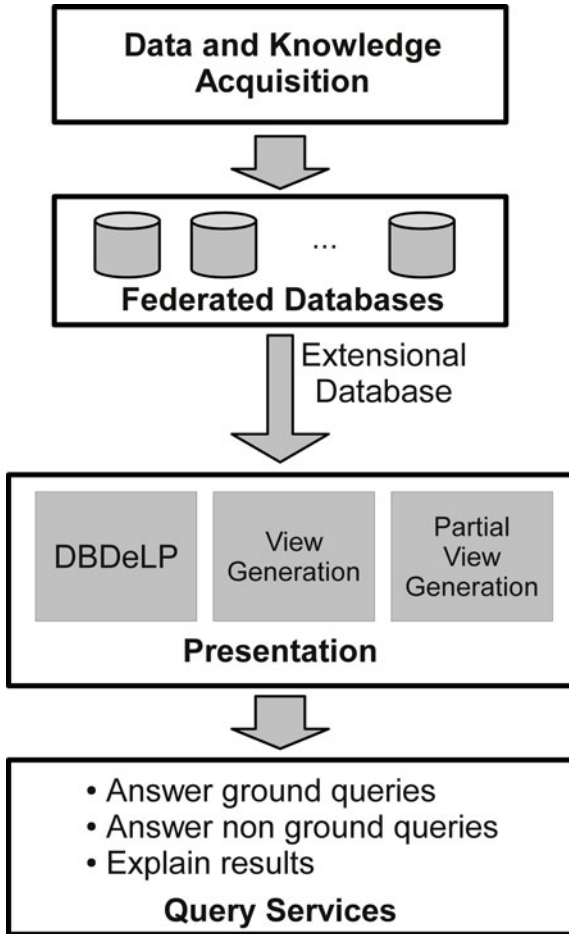 Data and Knowledge
Acquisition
...
Federated Databases
Extensional
Database
DBDeLP
View
Generation
Partial
View
Generation
Presentation
• Answer ground queries
• Answer non ground queries
• Explain results
Query Services